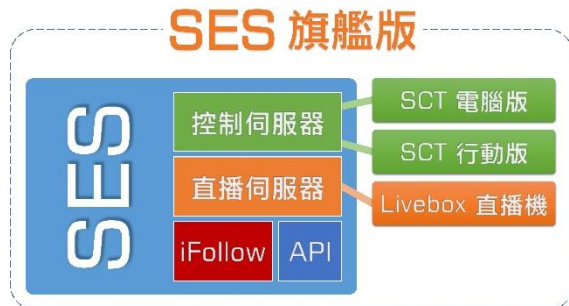 SES 旗艦版
SES
控制伺服器
直播伺服器
iFollow
API
SCT 電腦版
SCT 行動版
Livebox 直播機